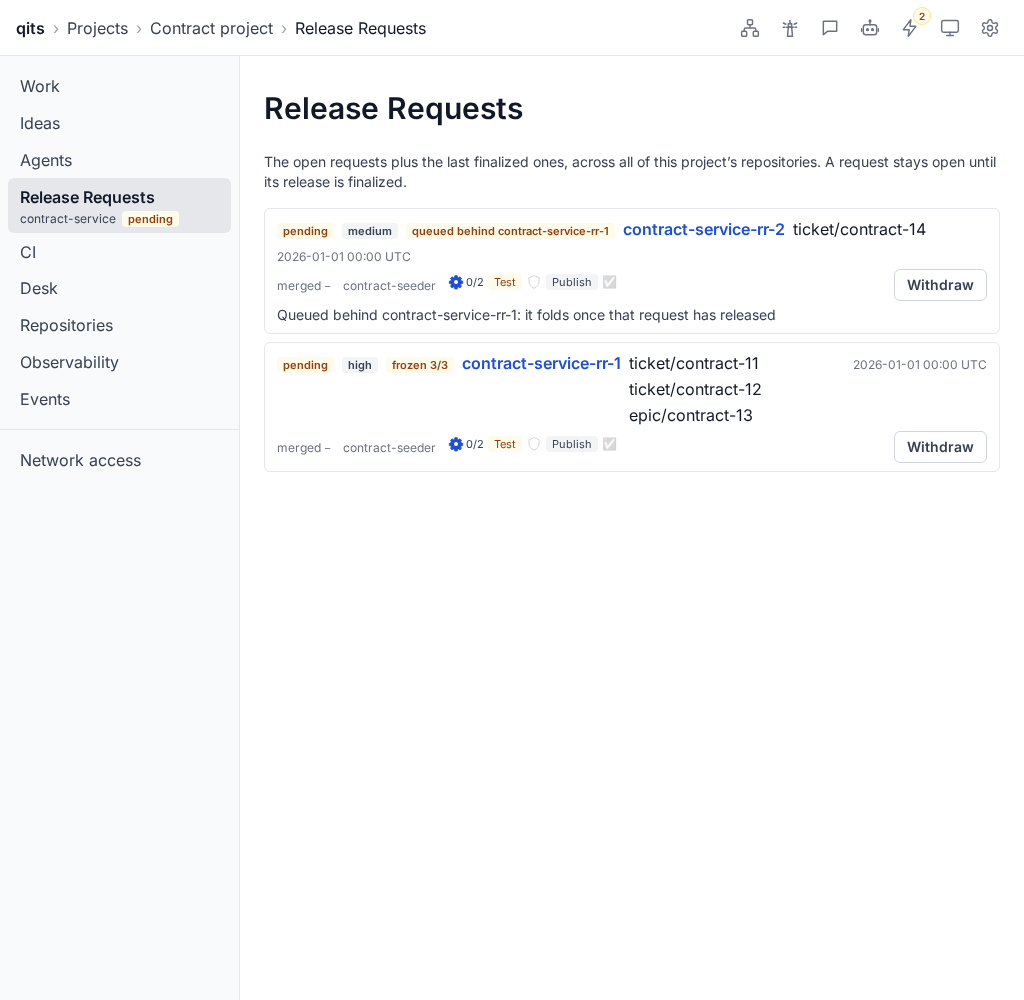 qits › Projects › Contract project › Release Requests
2
Work
Ideas
Agents
Release Requests
contract-service pending
CI
Desk
Repositories
Observability
Events
Network access
Release Requests
The open requests plus the last finalized ones, across all of this project’s repositories. A request stays open until
its release is finalized.
pending medium queued behind contract-service-rr-1 contract-service-rr-2 ticket/contract-14
2026-01-01 00:00 UTC
merged – contract-seeder 0/2 Test Publish Withdraw
Queued behind contract-service-rr-1: it folds once that request has released
pending high frozen 3/3 contract-service-rr-1 ticket/contract-11 2026-01-01 00:00 UTC
ticket/contract-12
epic/contract-13
merged – contract-seeder 0/2 Test Publish Withdraw